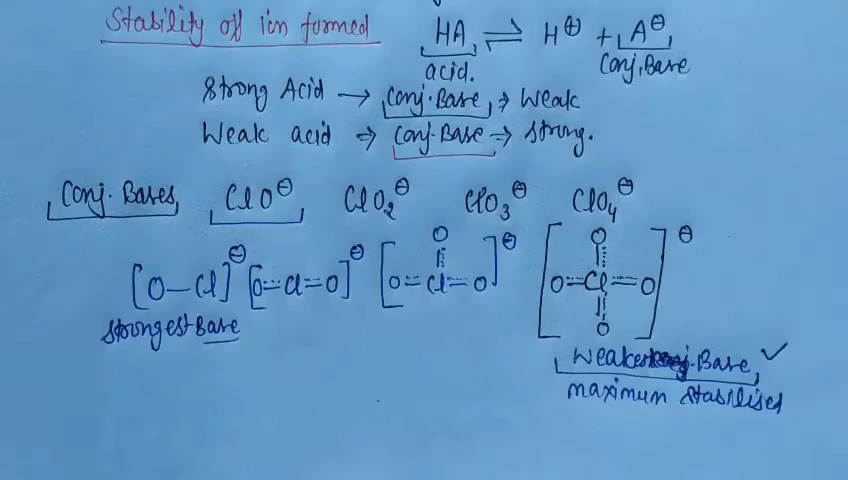 Stability of ion formed
HA ⇌ H⊕ + A⊖
acid. Conj. Base
Strong Acid → Conj. Base → Weak
Weak acid → Conj. Base → strong.
Conj. Bases ClO⊖ ClO₂⊖ ClO₃⊖ ClO₄⊖
[O—Cl]⊖ [O=Cl=O]⊖ [O=Cl=O]⊖ [O=Cl=O]⊖
O O
O
strongest Base
Weakest Base,
maximum stabilised